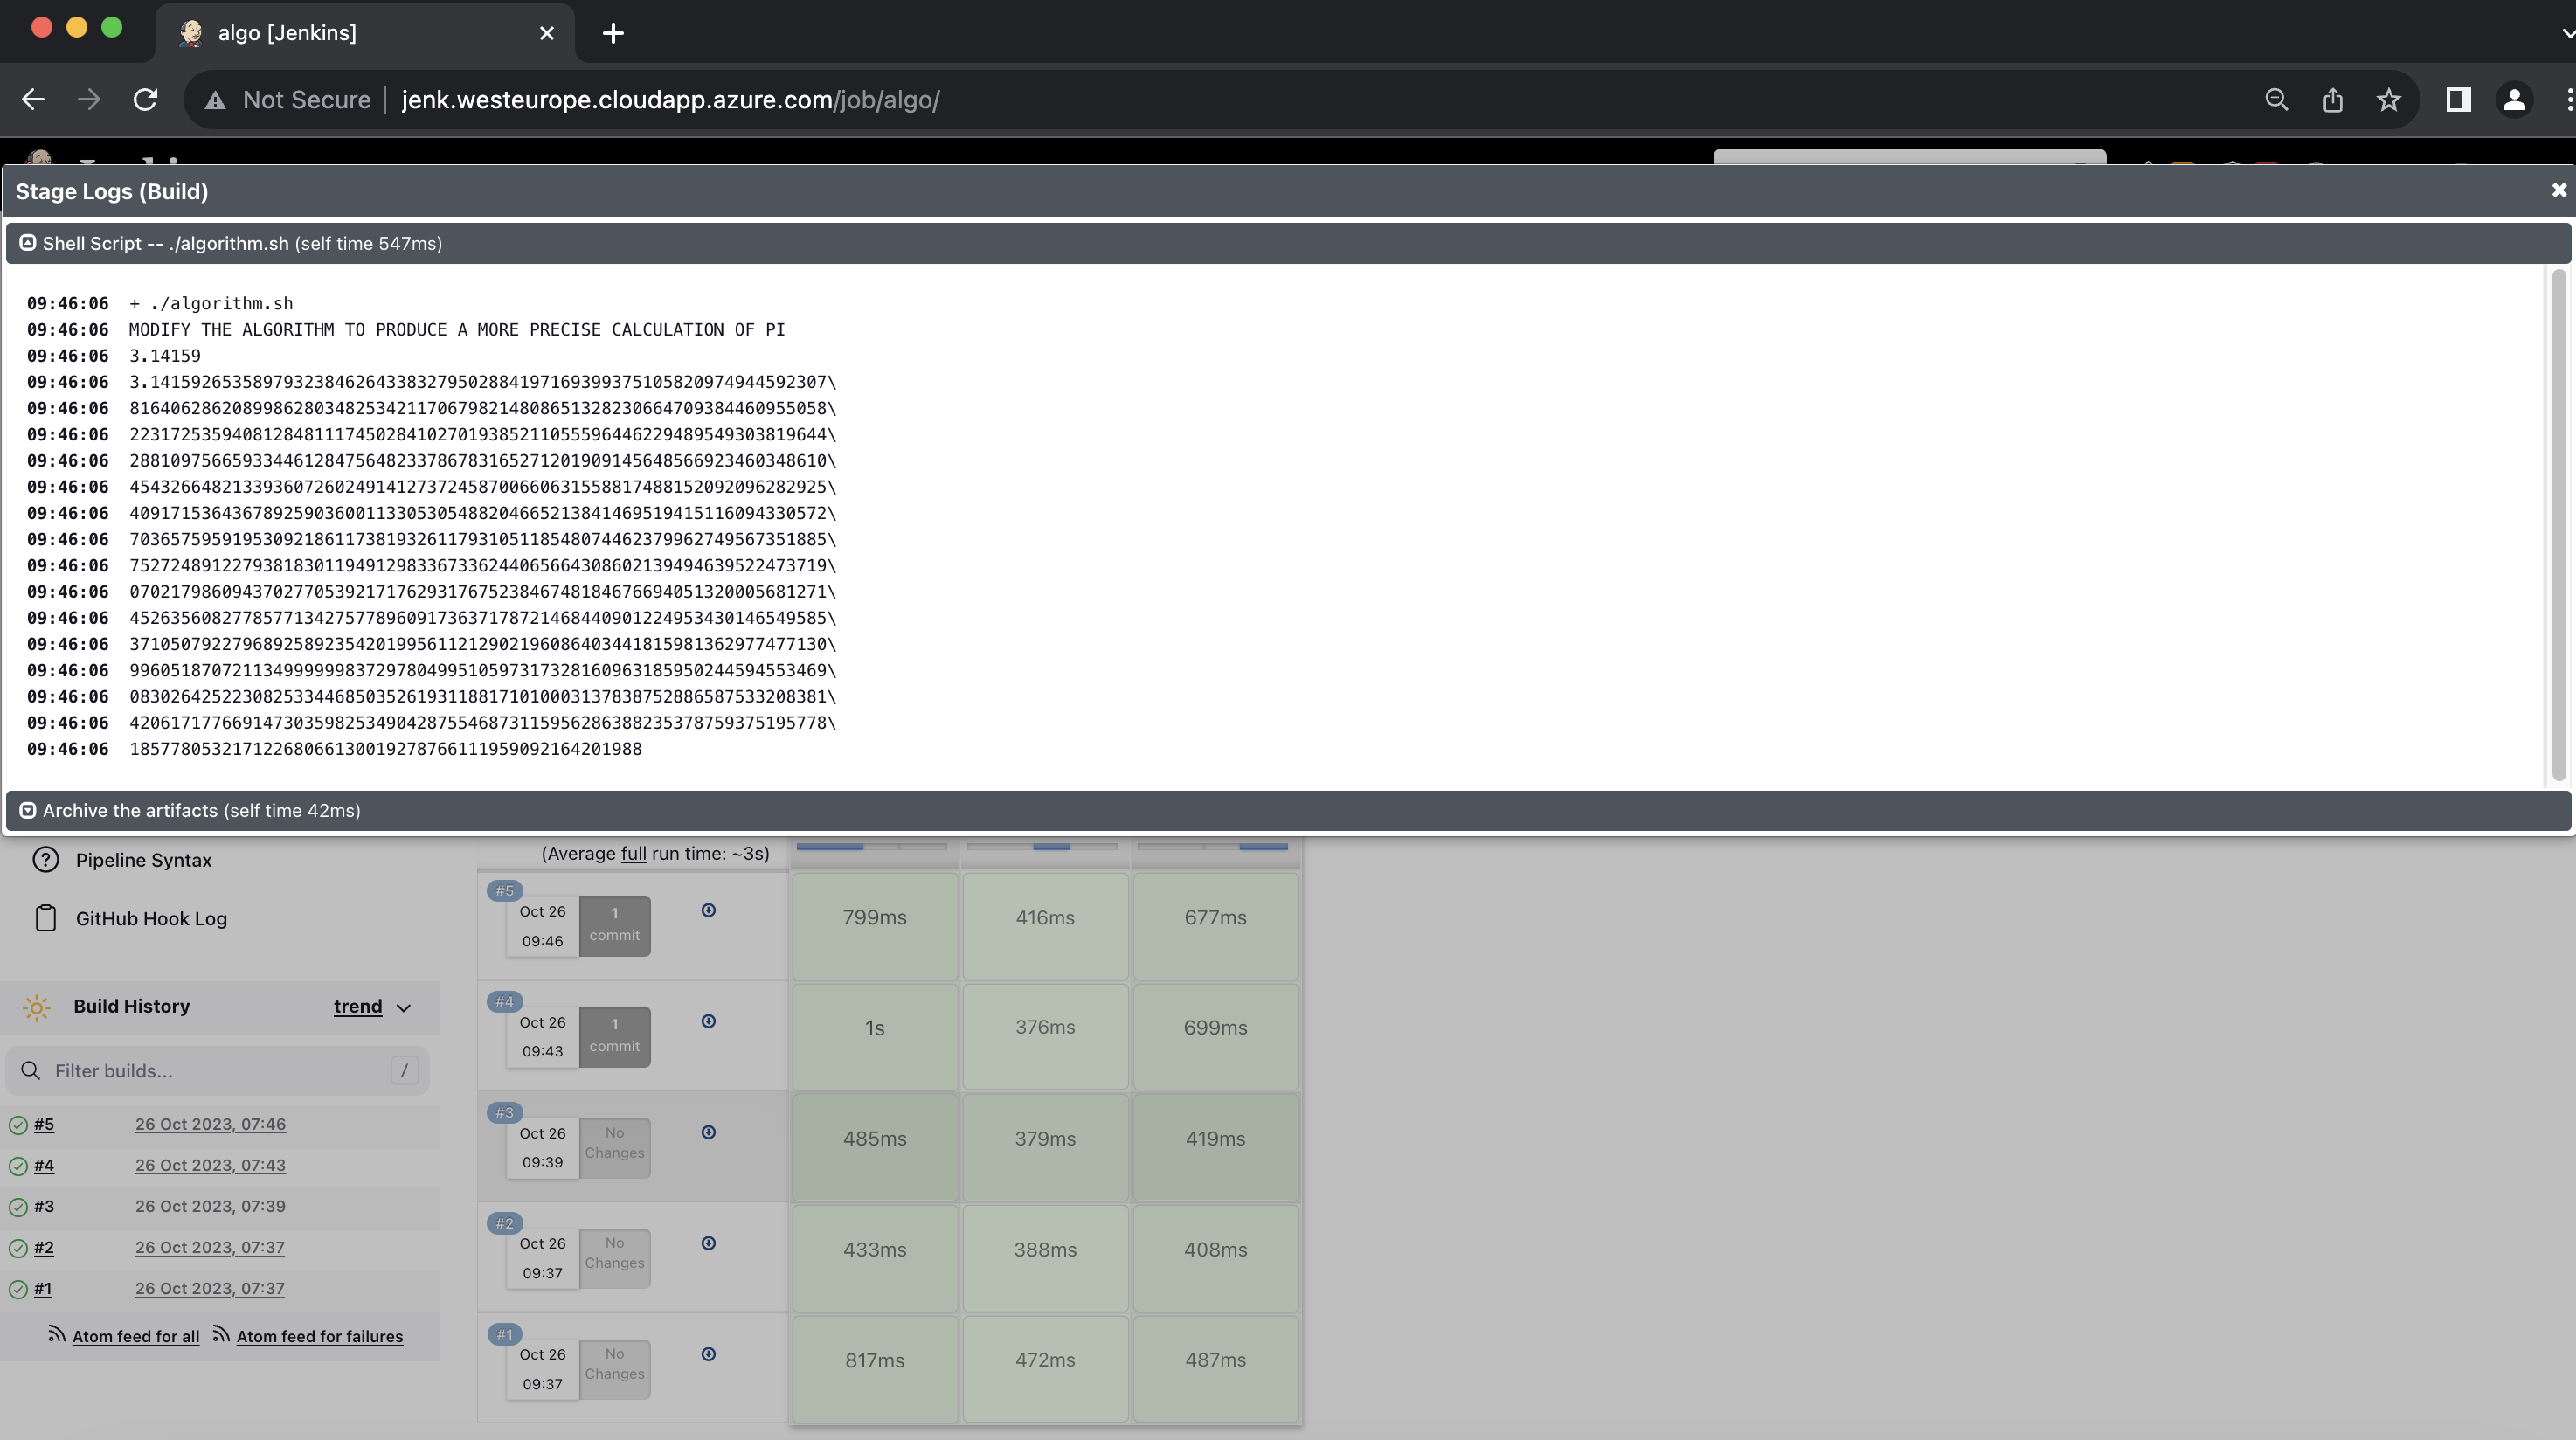 algo [Jenkins]
Not Secure
jenk.westeurope.cloudapp.azure.com/job/algo/
Stage Logs (Build)
Shell Script -- ./algorithm.sh (self time 547ms)
09:46:06 + ./algorithm.sh
09:46:06 MODIFY THE ALGORITHM TO PRODUCE A MORE PRECISE CALCULATION OF PI
09:46:06 3.14159
09:46:06 3.141592653589793238462643383279502884197169399375105820974944592307\
09:46:06 81640628620899862803482534211706798214808651328230664709384460955058\
09:46:06 22317253594081284811174502841027019385211055596446229489549303819644\
09:46:06 28810975665933446128475648233786783165271201909145648566923460348610\
09:46:06 45432664821339360726024914127372458700660631558817488152092096282925\
09:46:06 40917153643678925903600113305305488204665213841469519415116094330572\
09:46:06 70365759591953092186117381932611793105118548074462379962749567351885\
09:46:06 75272489122793818301194912983367336244065664308602139494639522473719\
09:46:06 07021798609437027705392171762931767523846748184676694051320005681271\
09:46:06 45263560827785771342757789609173637178721468440901224953430146549585\
09:46:06 37105079227968925892354201995611212902196086403441815981362977477130\
09:46:06 99605187072113499999983729780499510597317328160963185950244594553469\
09:46:06 08302642522308253344685035261931188171010003137838752886587533208381\
09:46:06 42061717766914730359825349042875546873115956286388235378759375195778\
09:46:06 18577805321712268066130019278766111959092164201988
Archive the artifacts (self time 42ms)
Pipeline Syntax
GitHub Hook Log
Build History trend
Filter builds... /
#5 26 Oct 2023, 07:46
#4 26 Oct 2023, 07:43
#3 26 Oct 2023, 07:39
#2 26 Oct 2023, 07:37
#1 26 Oct 2023, 07:37
Atom feed for all Atom feed for failures
(Average full run time: ~3s)
#5
Oct 26
09:46
1
commit
799ms 416ms 677ms
#4
Oct 26
09:43
1
commit
1s 376ms 699ms
#3
Oct 26
09:39
No
Changes
485ms 379ms 419ms
#2
Oct 26
09:37
No
Changes
433ms 388ms 408ms
#1
Oct 26
09:37
No
Changes
817ms 472ms 487ms